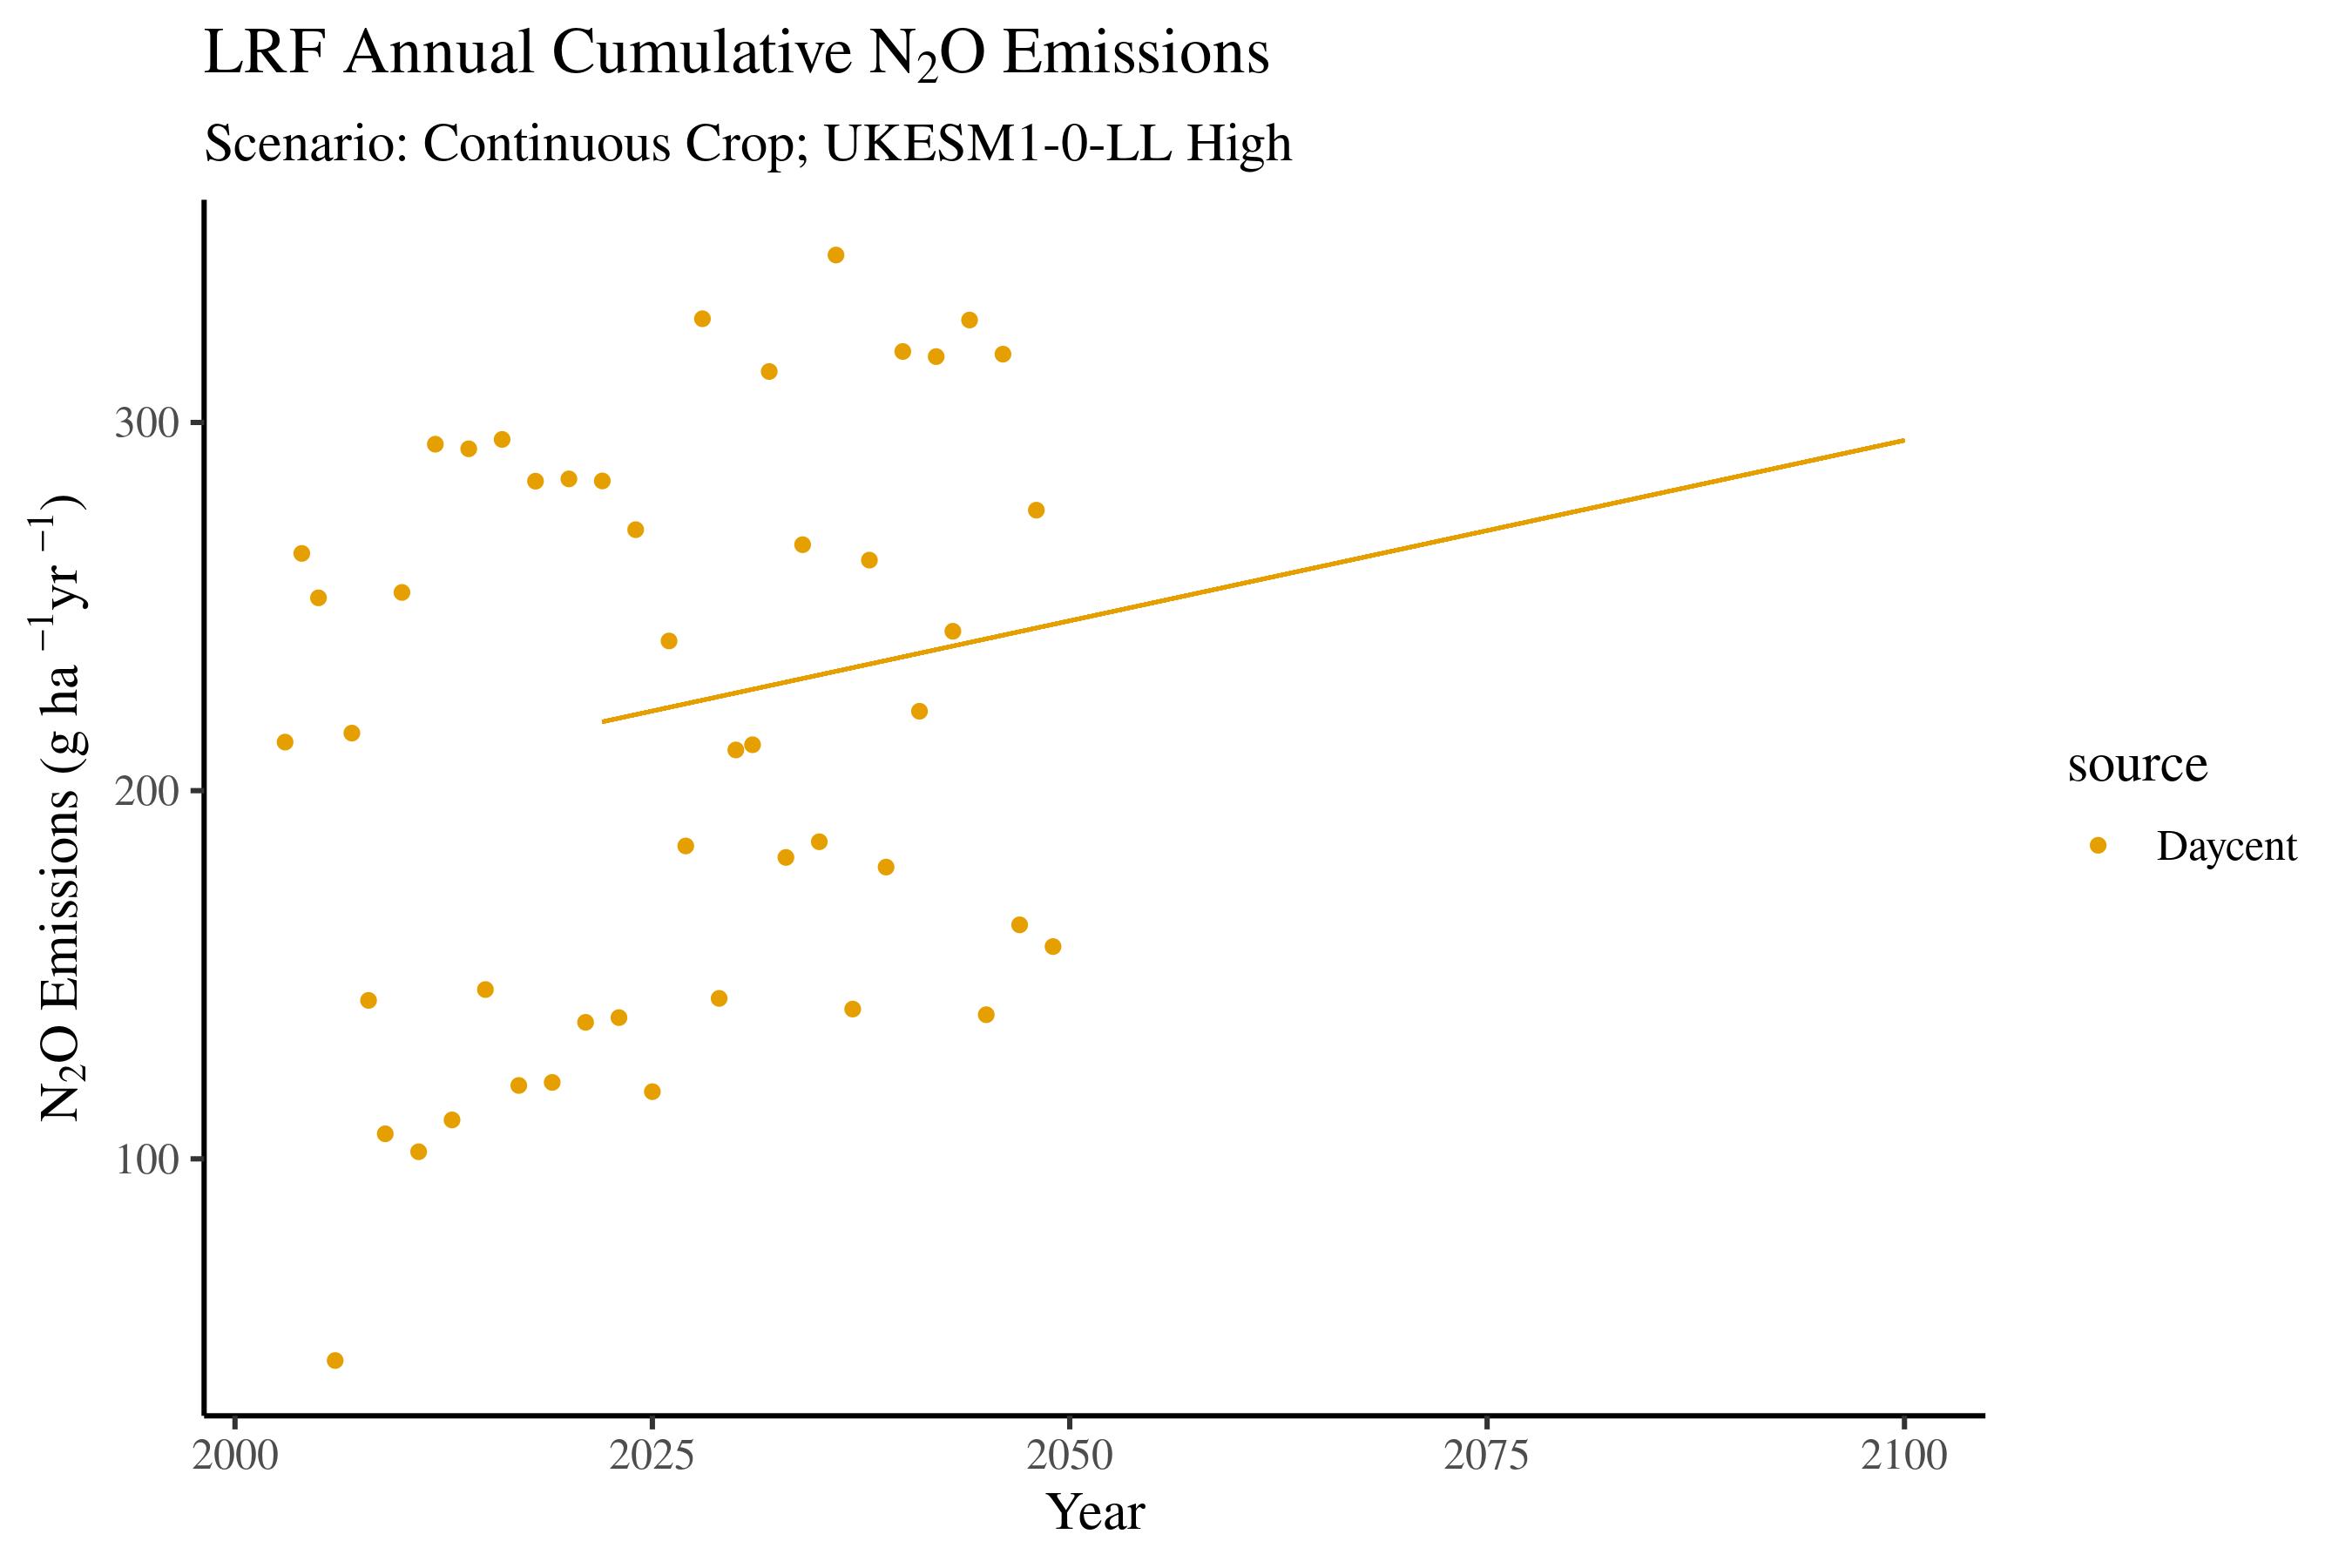 LRF Annual Cumulative N₂O Emissions
Scenario: Continuous Crop; UKESM1-0-LL High
N₂O Emissions (g ha⁻¹yr⁻¹)
300
200
100
2000 2025 2050 2075 2100
Year
source
Daycent